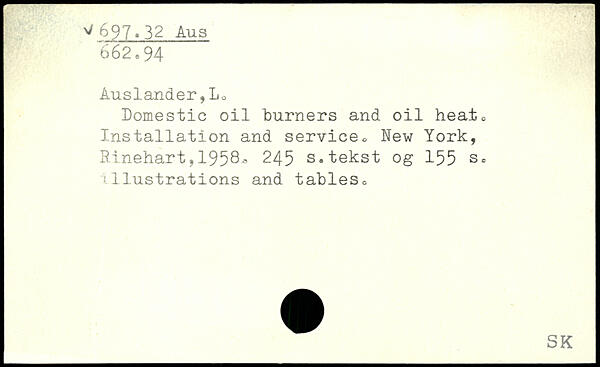 √697.32 Aus
662.94
Auslander,L.
Domestic oil burners and oil heat.
Installation and service. New York,
Rinehart,1958. 245 s.tekst og 155 s.
illustrations and tables.
SK